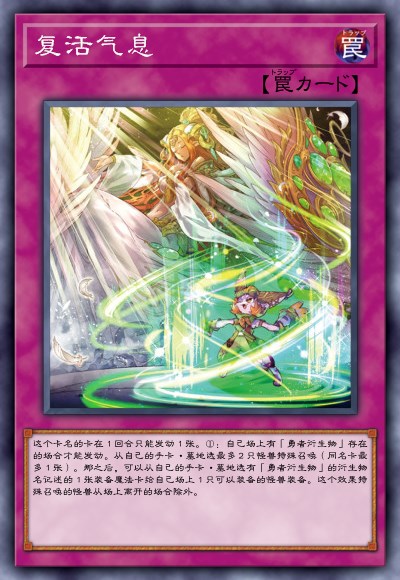 复活气息
トラップ
罠
トラップ
【罠カード】
这个卡名的卡在1回合只能发动1张。①：自己场上有「勇者衍生物」存在
的场合才能发动。从自己的手卡・墓地选最多2只怪兽特殊召唤（同名卡最
多1张）。那之后，可以从自己的手卡・墓地选有「勇者衍生物」的衍生物
名记述的1张装备魔法卡给自己场上1只可以装备的怪兽装备。这个效果特
殊召唤的怪兽从场上离开的场合除外。